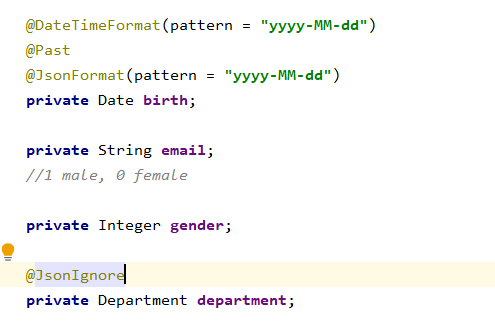 @DateTimeFormat(pattern = "yyyy-MM-dd")
@Past
@JsonFormat(pattern = "yyyy-MM-dd")
private Date birth;
private String email;
//1 male, 0 female
private Integer gender;
@JsonIgnore
private Department department;